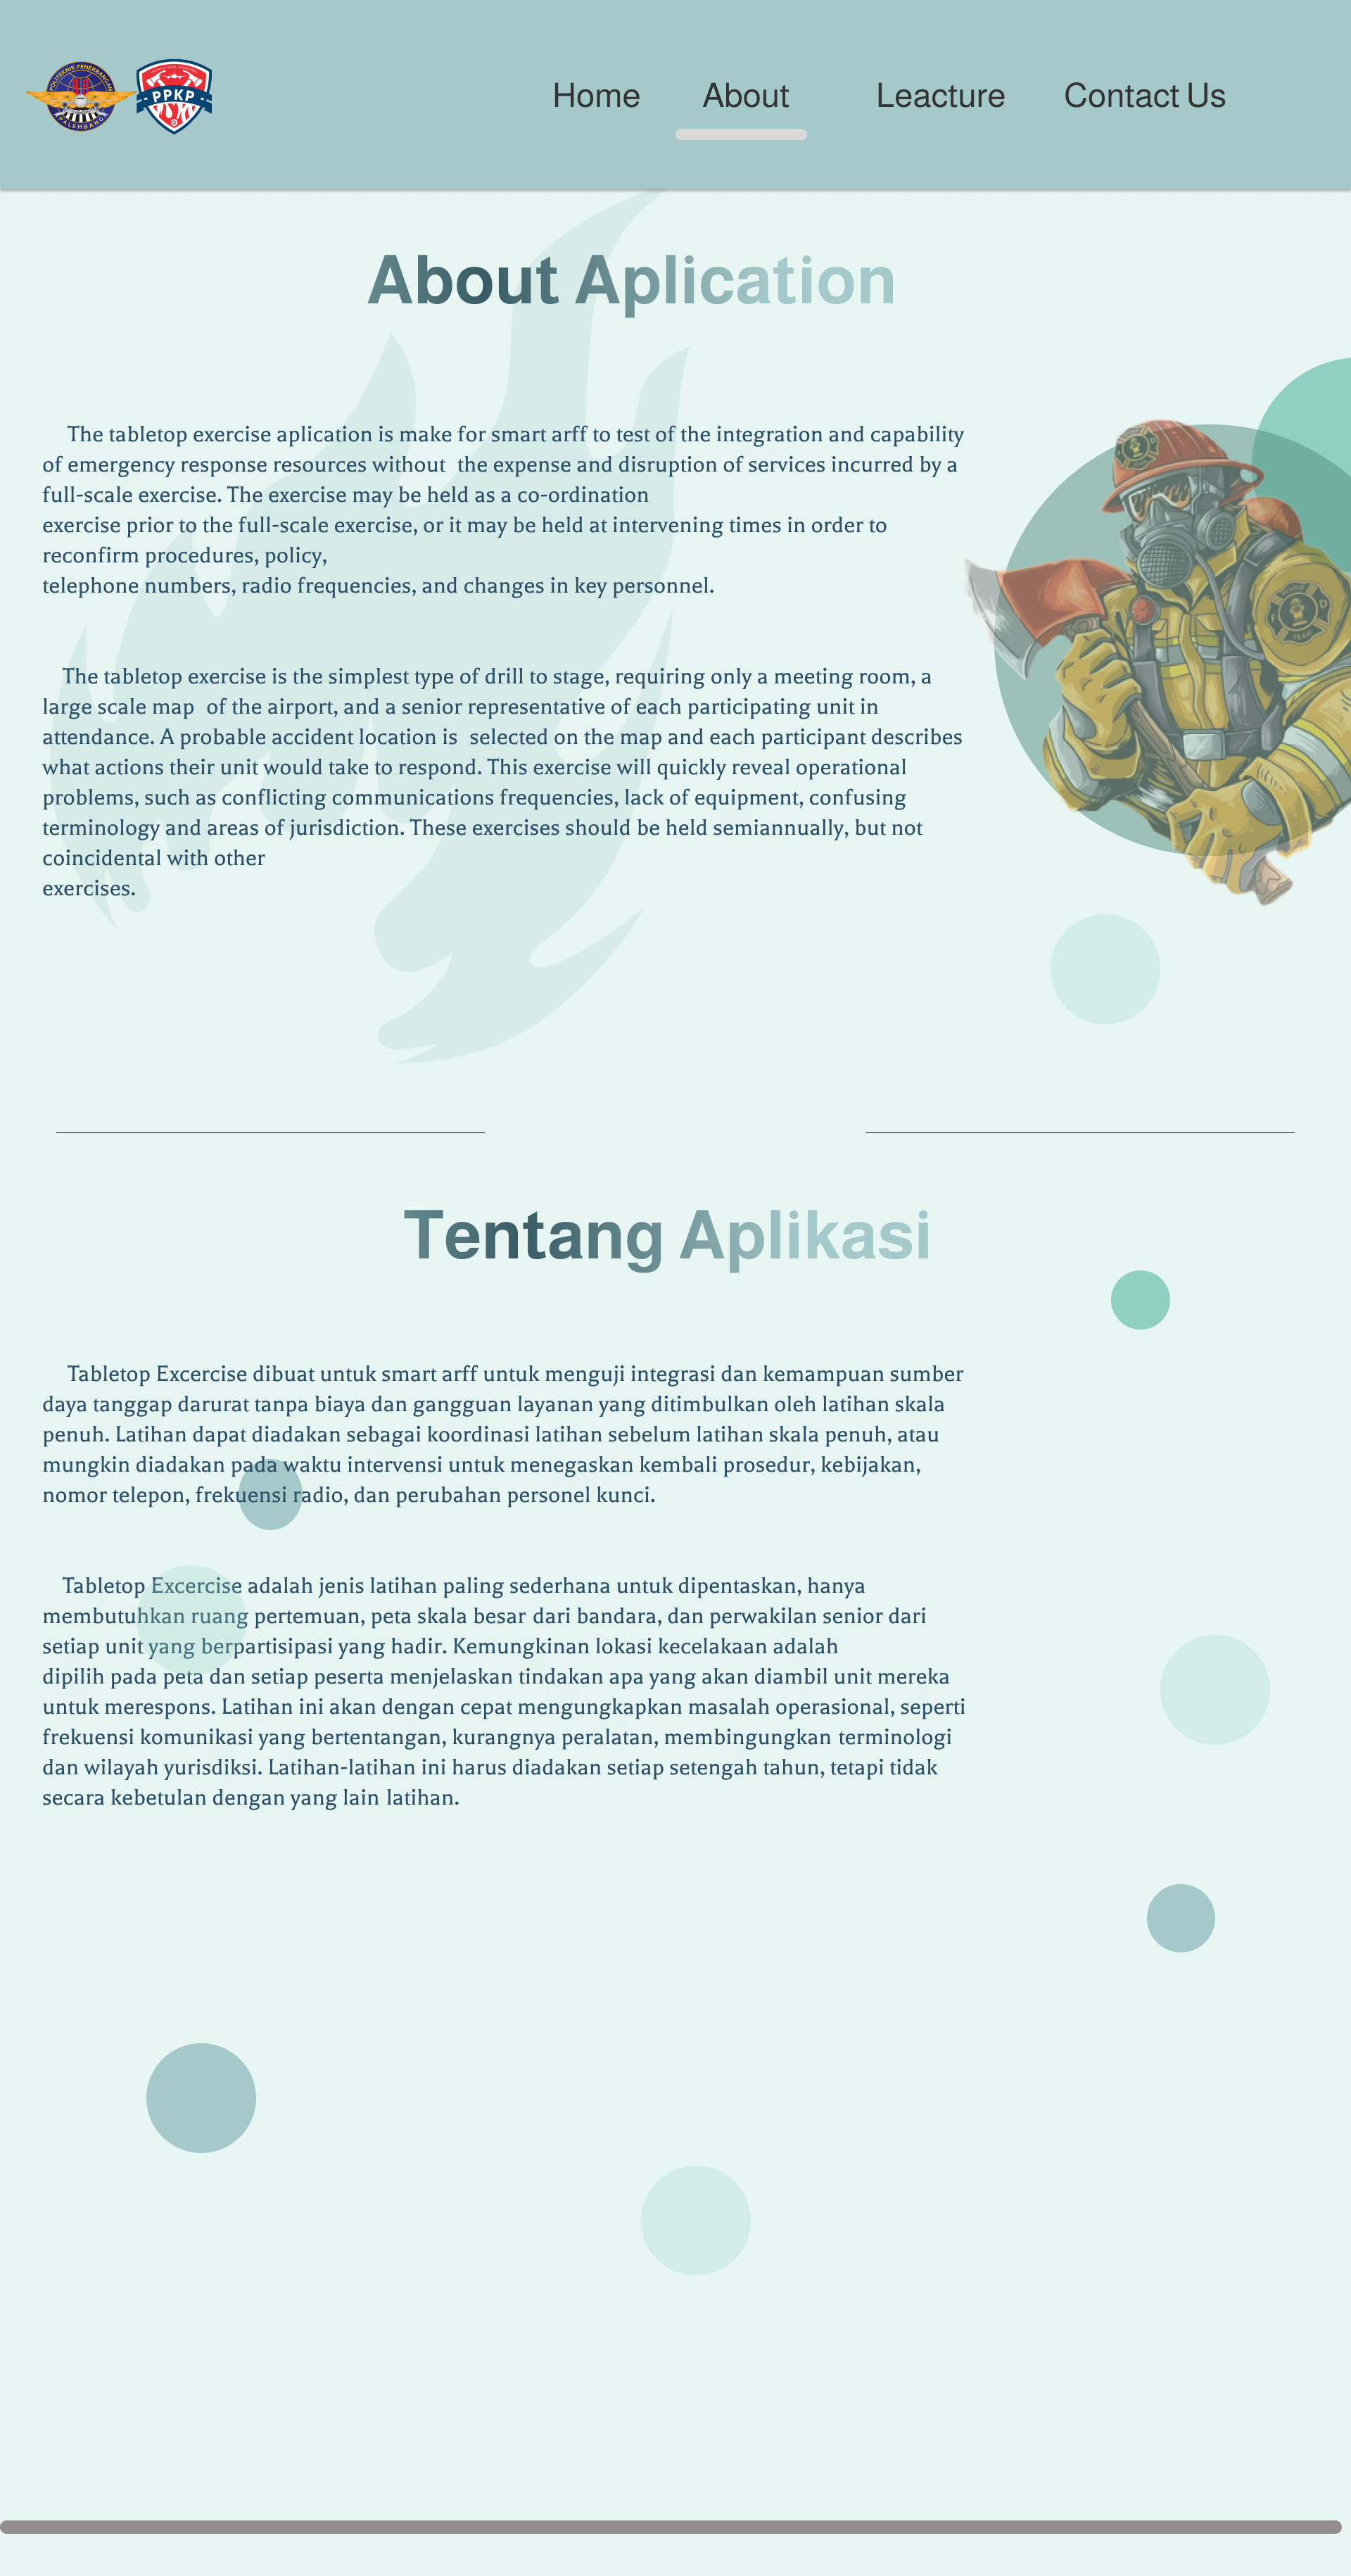 POLITEKNIK PENERBANGAN
PALEMBANG
PPKP
Home About Leacture Contact Us
About Aplication
The tabletop exercise aplication is make for smart arff to test of the integration and capability
of emergency response resources without the expense and disruption of services incurred by a
full-scale exercise. The exercise may be held as a co-ordination
exercise prior to the full-scale exercise, or it may be held at intervening times in order to
reconfirm procedures, policy,
telephone numbers, radio frequencies, and changes in key personnel.
The tabletop exercise is the simplest type of drill to stage, requiring only a meeting room, a
large scale map of the airport, and a senior representative of each participating unit in
attendance. A probable accident location is selected on the map and each participant describes
what actions their unit would take to respond. This exercise will quickly reveal operational
problems, such as conflicting communications frequencies, lack of equipment, confusing
terminology and areas of jurisdiction. These exercises should be held semiannually, but not
coincidental with other
exercises.
Tentang Aplikasi
Tabletop Excercise dibuat untuk smart arff untuk menguji integrasi dan kemampuan sumber
daya tanggap darurat tanpa biaya dan gangguan layanan yang ditimbulkan oleh latihan skala
penuh. Latihan dapat diadakan sebagai koordinasi latihan sebelum latihan skala penuh, atau
mungkin diadakan pada waktu intervensi untuk menegaskan kembali prosedur, kebijakan,
nomor telepon, frekuensi radio, dan perubahan personel kunci.
Tabletop Excercise adalah jenis latihan paling sederhana untuk dipentaskan, hanya
membutuhkan ruang pertemuan, peta skala besar dari bandara, dan perwakilan senior dari
setiap unit yang berpartisipasi yang hadir. Kemungkinan lokasi kecelakaan adalah
dipilih pada peta dan setiap peserta menjelaskan tindakan apa yang akan diambil unit mereka
untuk merespons. Latihan ini akan dengan cepat mengungkapkan masalah operasional, seperti
frekuensi komunikasi yang bertentangan, kurangnya peralatan, membingungkan terminologi
dan wilayah yurisdiksi. Latihan-latihan ini harus diadakan setiap setengah tahun, tetapi tidak
secara kebetulan dengan yang lain latihan.